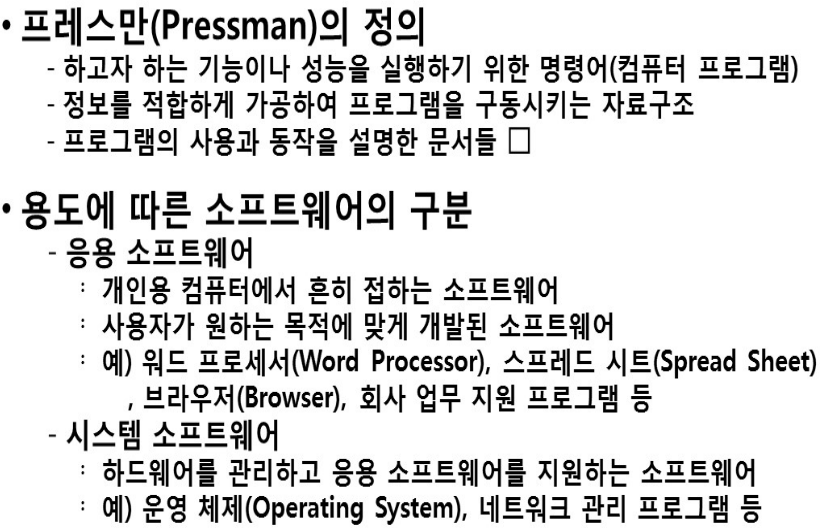 • 프레스만(Pressman)의 정의
- 하고자 하는 기능이나 성능을 실행하기 위한 명령어(컴퓨터 프로그램)
- 정보를 적합하게 가공하여 프로그램을 구동시키는 자료구조
- 프로그램의 사용과 동작을 설명한 문서들 □
• 용도에 따른 소프트웨어의 구분
- 응용 소프트웨어
: 개인용 컴퓨터에서 흔히 접하는 소프트웨어
: 사용자가 원하는 목적에 맞게 개발된 소프트웨어
: 예) 워드 프로세서(Word Processor), 스프레드 시트(Spread Sheet)
, 브라우저(Browser), 회사 업무 지원 프로그램 등
- 시스템 소프트웨어
: 하드웨어를 관리하고 응용 소프트웨어를 지원하는 소프트웨어
: 예) 운영 체제(Operating System), 네트워크 관리 프로그램 등